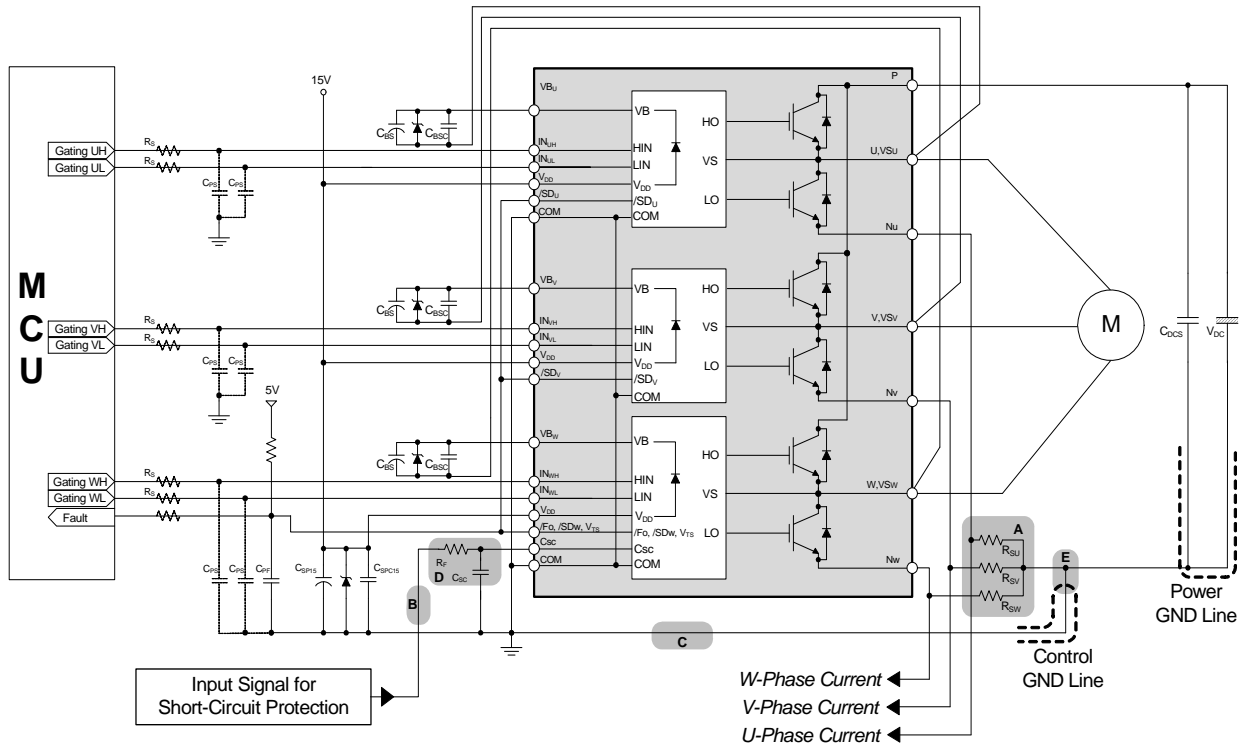 MCU
Gating UH
Gating UL
Gating VH
Gating VL
Gating WH
Gating WL
Fault
RS
RS
RS
RS
RS
RS
CPS
CPS
CPS
CPS
CPS
CPS
CPF
5V
15V
CSP15
CSPC15
CBS
CBSC
CBS
CBSC
CBS
CBSC
RF
D
CSC
B
C
VBU
INUH
INUL
VDD
/SDU
COM
VB
HIN
LIN
VDD
/SDU
COM
HO
VS
LO
P
U,VSU
Nu
VBV
INVH
INVL
VDD
/SDV
VB
HIN
LIN
VDD
/SDV
COM
HO
VS
LO
V,VSV
Nv
VBW
INWH
INWL
VDD
/Fo, /SDw, VTS
Csc
COM
VB
HIN
LIN
VDD
/Fo, /SDw, VTS
Csc
COM
HO
VS
LO
W,VSW
Nw
M
CDCS
VDC
A
RSU
RSV
RSW
E
Power
GND Line
Control
GND Line
Input Signal for
Short-Circuit Protection
W-Phase Current
V-Phase Current
U-Phase Current